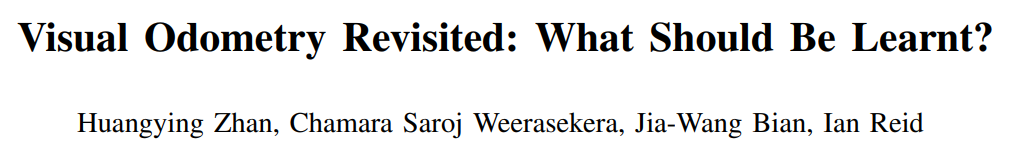 Visual Odometry Revisited: What Should Be Learnt?
Huangying Zhan, Chamara Saroj Weerasekera, Jia-Wang Bian, Ian Reid